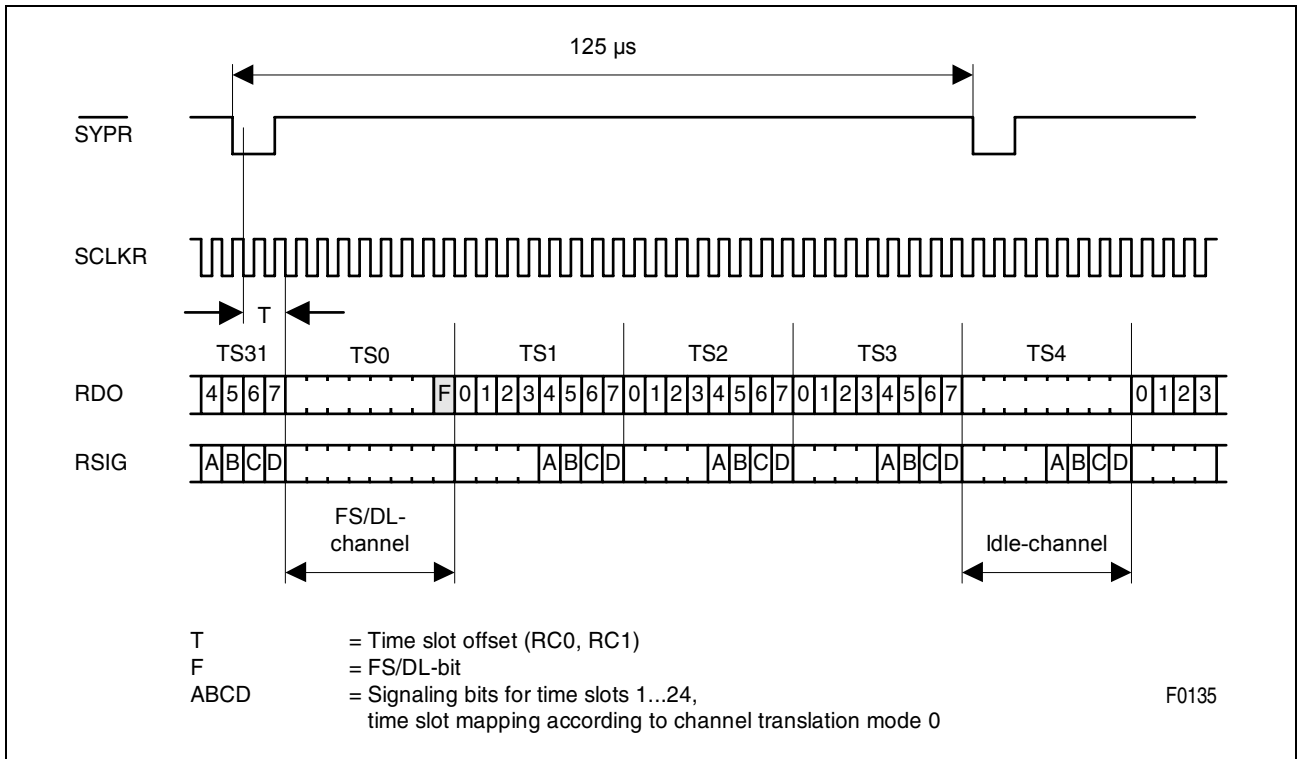 125 µs
SYPR
SCLKR
T
TS31 TS0 TS1 TS2 TS3 TS4
RDO 4 5 6 7 F 0 1 2 3 4 5 6 7 0 1 2 3 4 5 6 7 0 1 2 3 4 5 6 7 0 1 2 3
RSIG A B C D A B C D A B C D A B C D A B C D
FS/DL-
channel
Idle-channel
T = Time slot offset (RC0, RC1)
F = FS/DL-bit
ABCD = Signaling bits for time slots 1...24,
time slot mapping according to channel translation mode 0
F0135